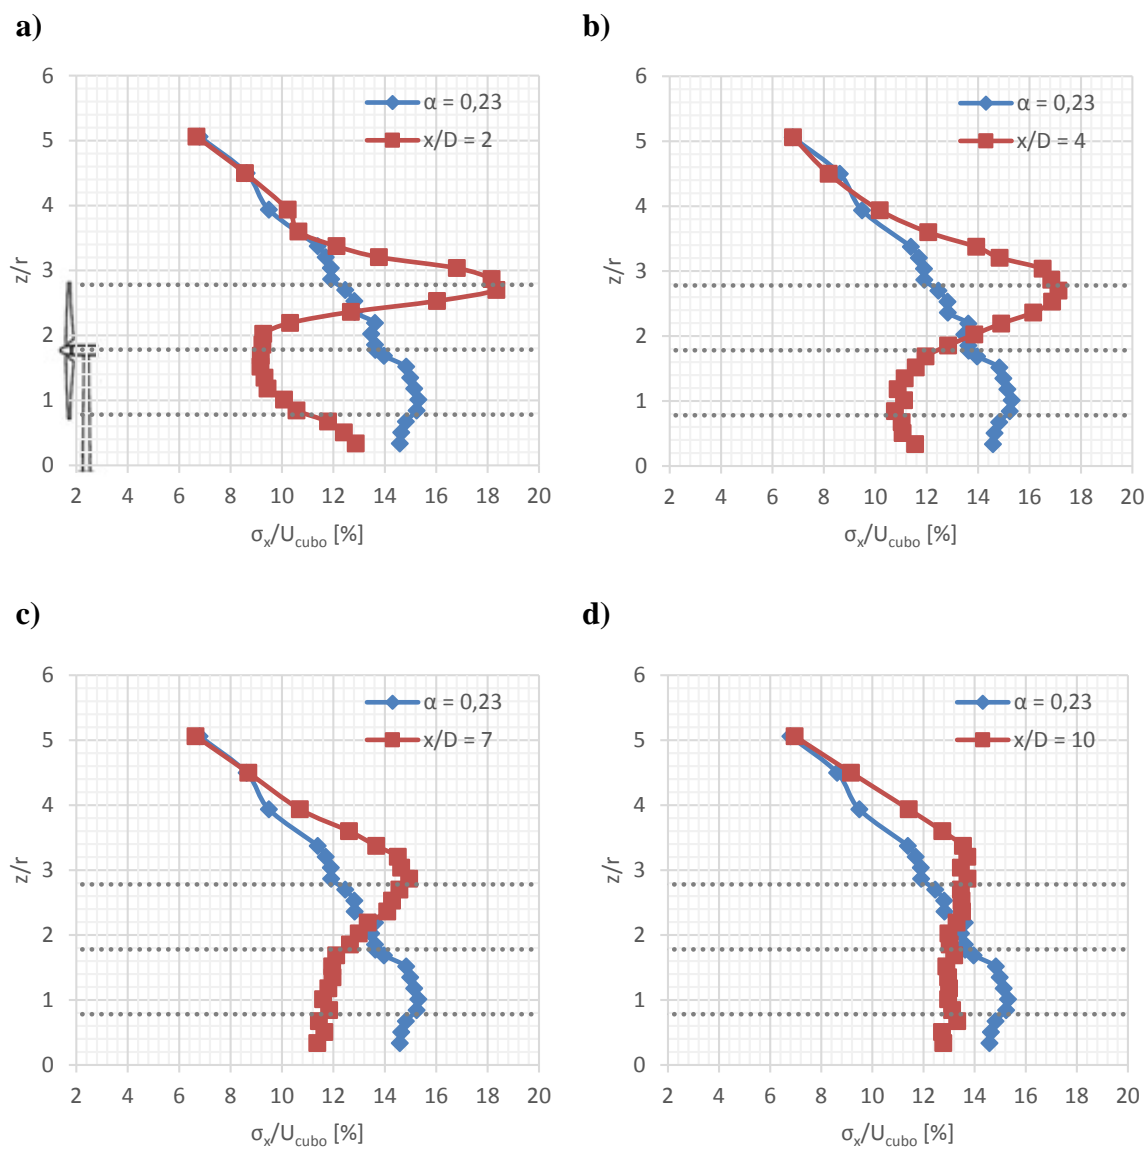 a)
b)
6
5
4
3
2
1
0
z/r
α = 0,23
x/D = 2
2 4 6 8 10 12 14 16 18 20
σx/Ucubo [%]
6
5
4
3
2
1
0
z/r
α = 0,23
x/D = 4
2 4 6 8 10 12 14 16 18 20
σx/Ucubo [%]
c)
d)
6
5
4
3
2
1
0
z/r
α = 0,23
x/D = 7
2 4 6 8 10 12 14 16 18 20
σx/Ucubo [%]
6
5
4
3
2
1
0
z/r
α = 0,23
x/D = 10
2 4 6 8 10 12 14 16 18 20
σx/Ucubo [%]